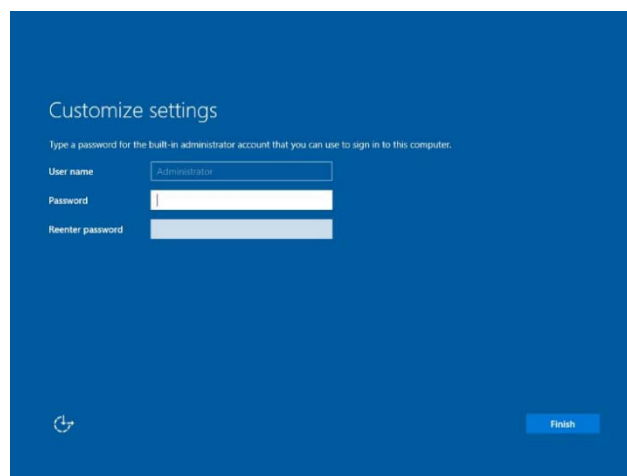 Customize settings
Type a password for the built-in administrator account that you can use to sign in to this computer.
User name Administrator
Password
Reenter password
Finish